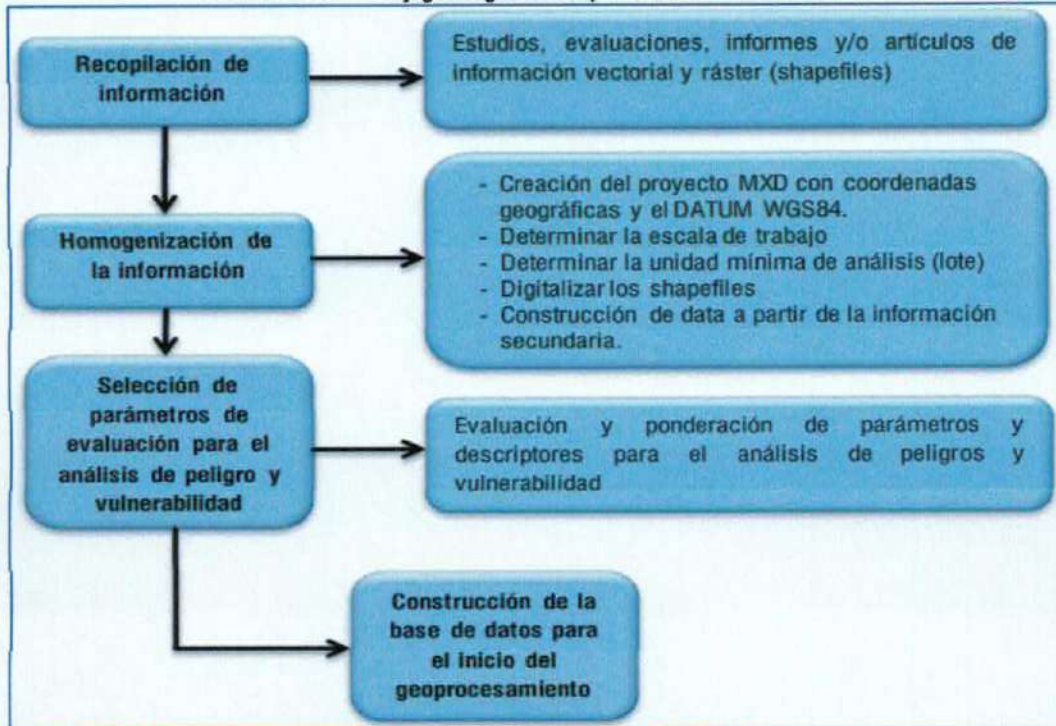 Recopilación de
información
Estudios, evaluaciones, informes y/o artículos de
información vectorial y ráster (shapefiles)
Homogenización de
la información
- Creación del proyecto MXD con coordenadas
geográficas y el DATUM WGS84.
- Determinar la escala de trabajo
- Determinar la unidad mínima de análisis (lote)
- Digitalizar los shapefiles
- Construcción de data a partir de la información
secundaria.
Selección de
parámetros de
evaluación para el
análisis de peligro y
vulnerabilidad
Evaluación y ponderación de parámetros y
descriptores para el análisis de peligros y
vulnerabilidad
Construcción de la
base de datos para
el inicio del
geoprocesamiento